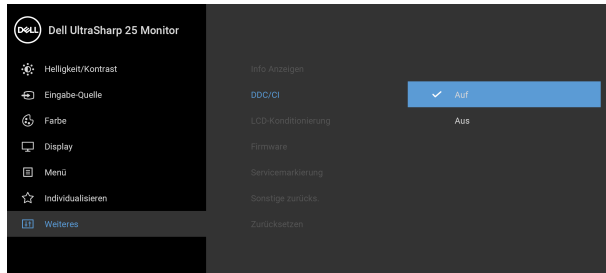 DELL
Dell UltraSharp 25 Monitor
Helligkeit/Kontrast
Eingabe-Quelle
Farbe
Display
Menü
Individualisieren
Weiteres
Info Anzeigen
DDC/CI
LCD-Konditionierung
Firmware
Servicemarkierung
Sonstige zurücks.
Zurücksetzen
Auf
Aus